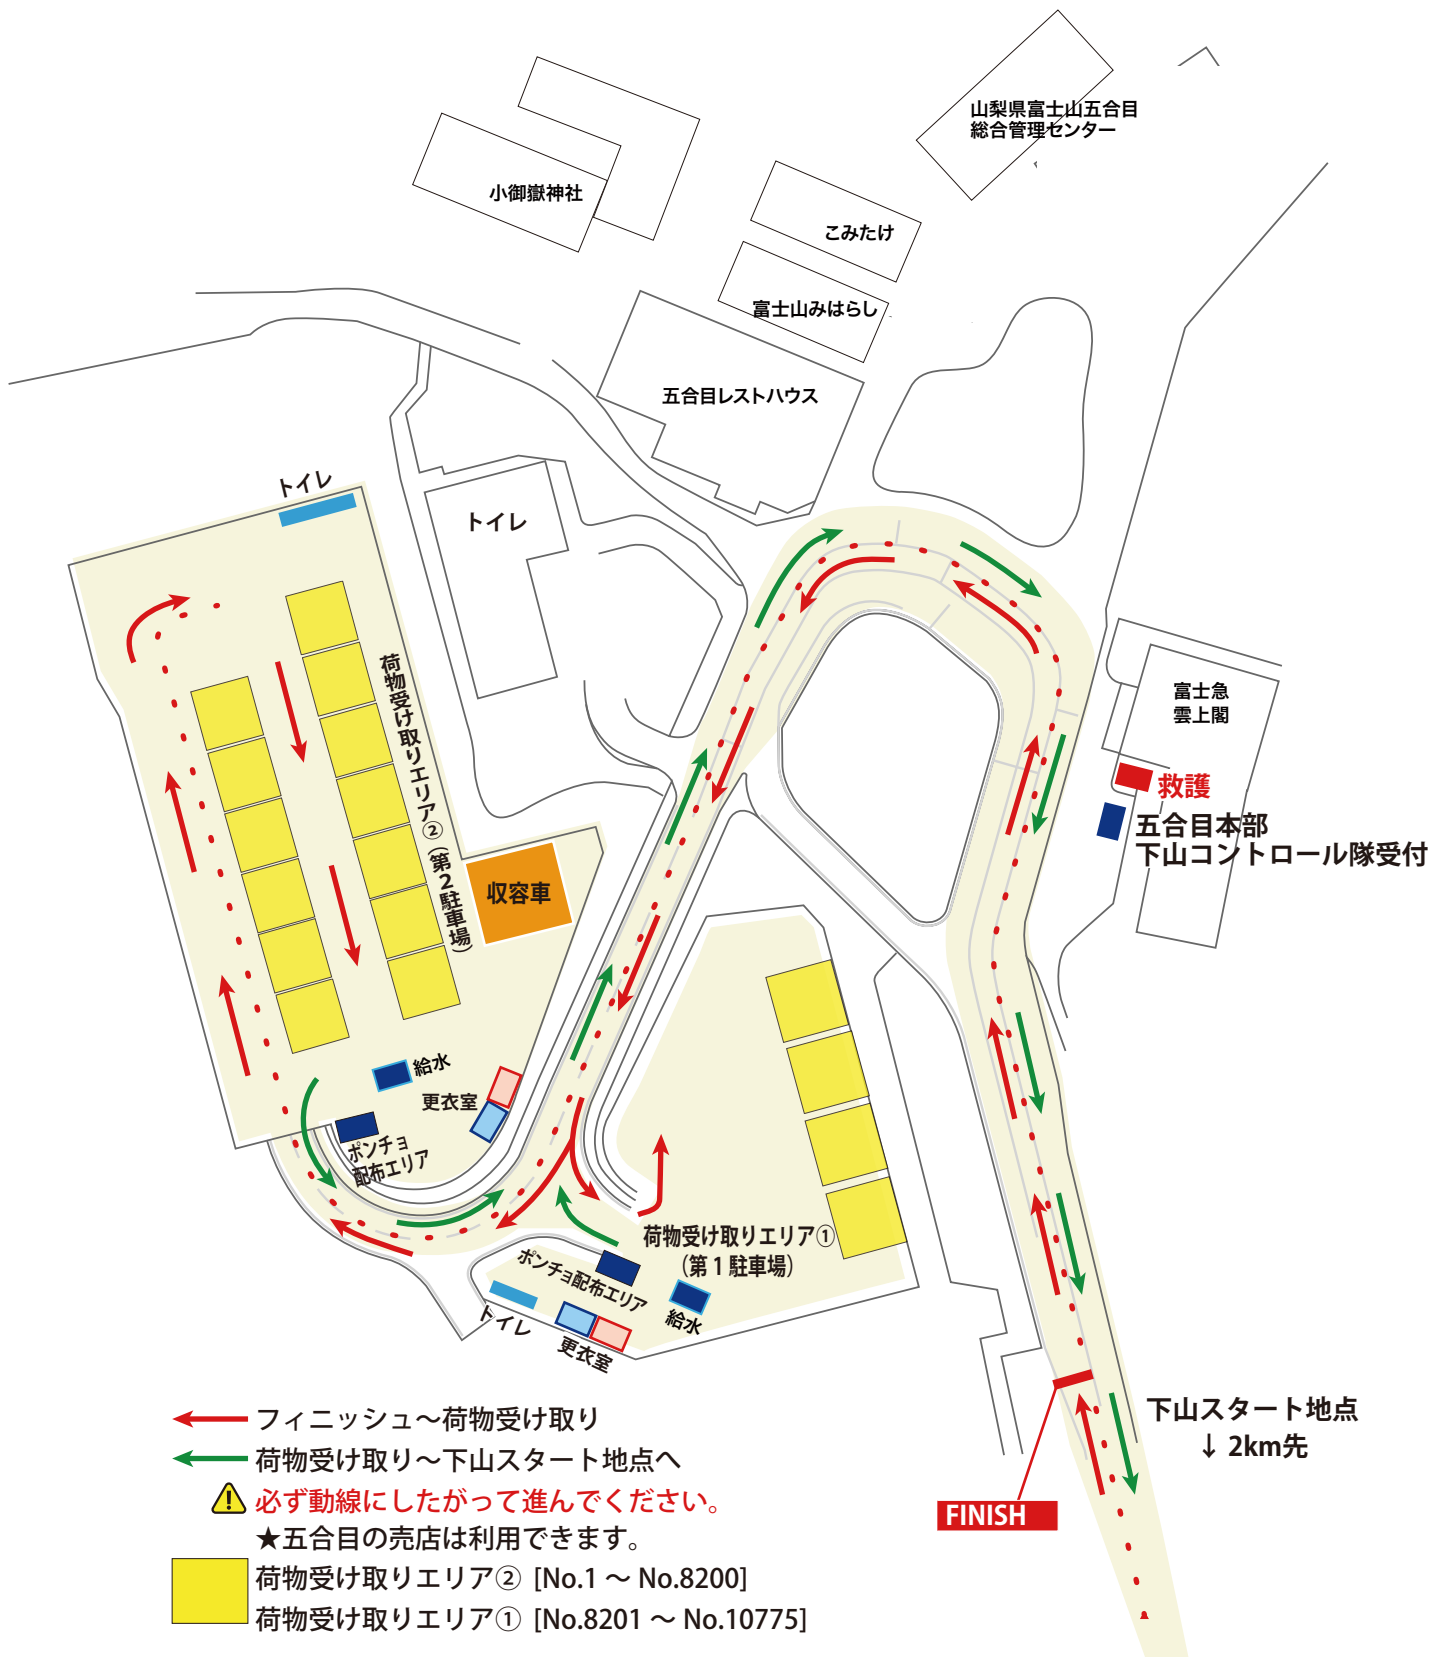 山梨県富士山五合目
総合管理センター
小御嶽神社
こみたけ
富士山みはらし
五合目レストハウス
トイレ
トイレ
荷物受け取りエリア②(第2駐車場)
富士急
雲上閣
救護
五合目本部
下山コントロール隊受付
収容車
給水
更衣室
ポンチョ
配布エリア
荷物受け取りエリア①
(第1駐車場)
ポンチョ配布エリア
給水
トイレ
更衣室
下山スタート地点
↓ 2km先
FINISH
フィニッシュ～荷物受け取り
荷物受け取り～下山スタート地点へ
必ず動線にしたがって進んでください。
★五合目の売店は利用できます。
荷物受け取りエリア② [No.1 ～ No.8200]
荷物受け取りエリア① [No.8201 ～ No.10775]